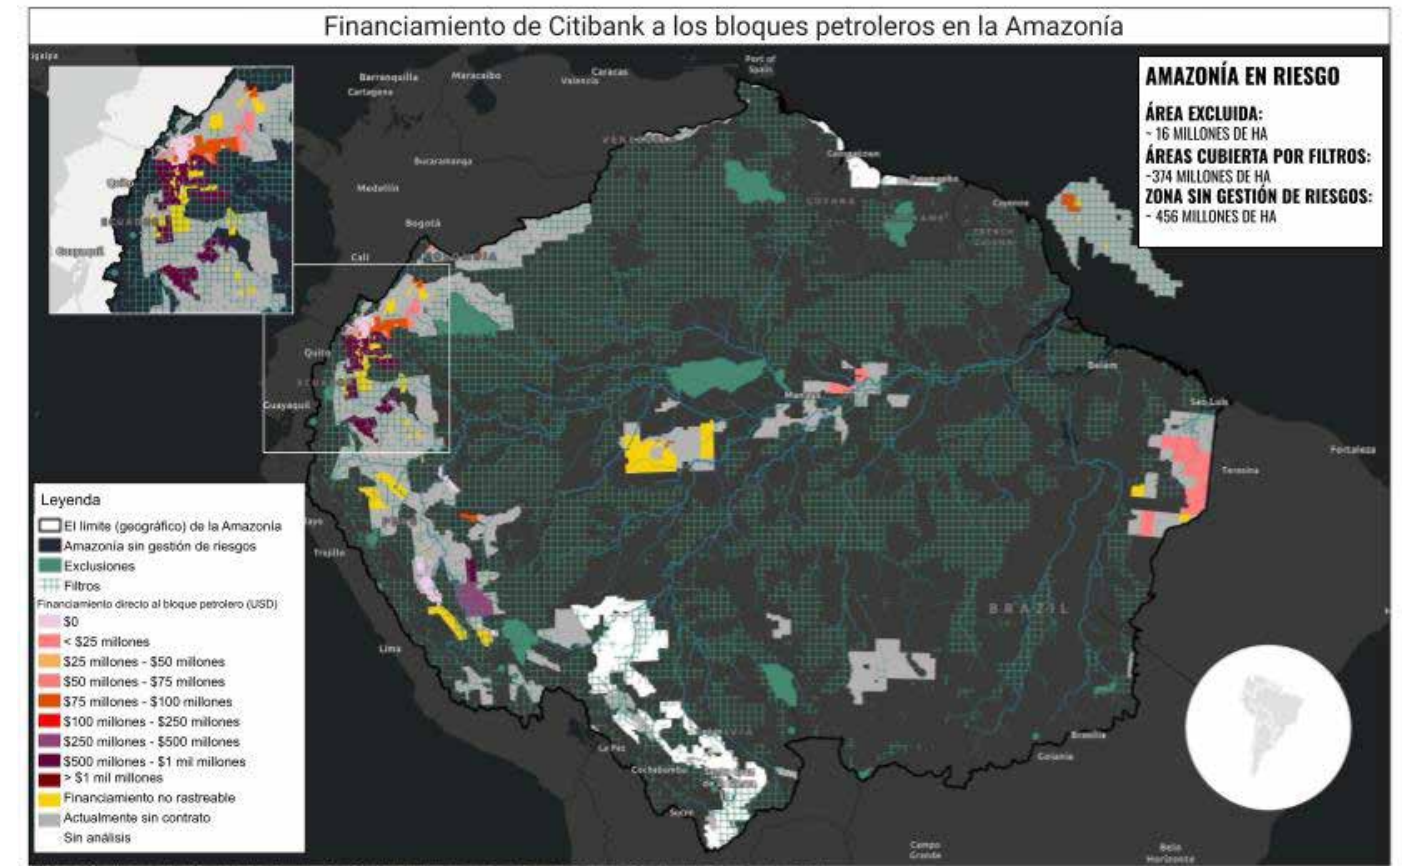 Financiamiento de Citibank a los bloques petroleros en la Amazonía
AMAZONÍA EN RIESGO
ÁREA EXCLUIDA:
~ 16 MILLONES DE HA
ÁREAS CUBIERTA POR FILTROS:
~374 MILLONES DE HA
ZONA SIN GESTIÓN DE RIESGOS:
~ 456 MILLONES DE HA
Port of
Spain
Barranquilla
Maracaibo
Caracas
Valencia
Cartagena
Bucaramanga
Medellín
Bogotá
Cali
Quito
Guayaquil
Quito
Guayaquil
GUYANA
Cayenne
Belem
Sao Luis
Fortaleza
Teresina
Trujillo
Lima
BRAZIL
La Paz
Cochabamba
Sucre
Brasília
Goiania
Campo
Grande
Belo
Horizonte
Leyenda
El límite (geográfico) de la Amazonía
Amazonía sin gestión de riesgos
Exclusiones
Filtros
Financiamiento directo al bloque petrolero (USD)
$0
< $25 millones
$25 millones - $50 millones
$50 millones - $75 millones
$75 millones - $100 millones
$100 millones - $250 millones
$250 millones - $500 millones
$500 millones - $1 mil millones
> $1 mil millones
Financiamiento no rastreable
Actualmente sin contrato
Sin análisis